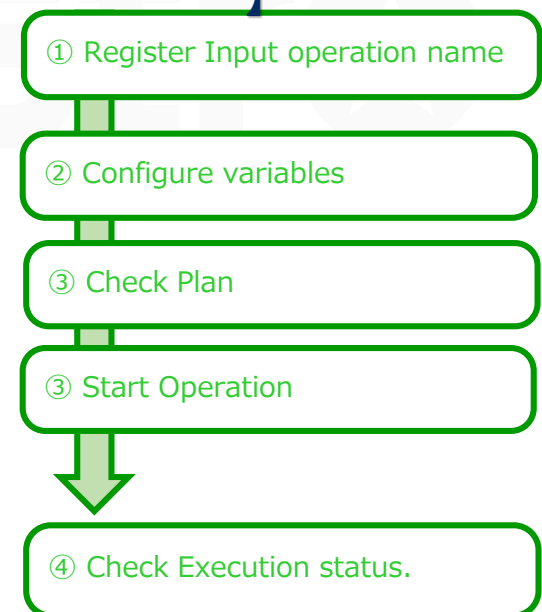 ① Register Input operation name
② Configure variables
③ Check Plan
③ Start Operation
④ Check Execution status.